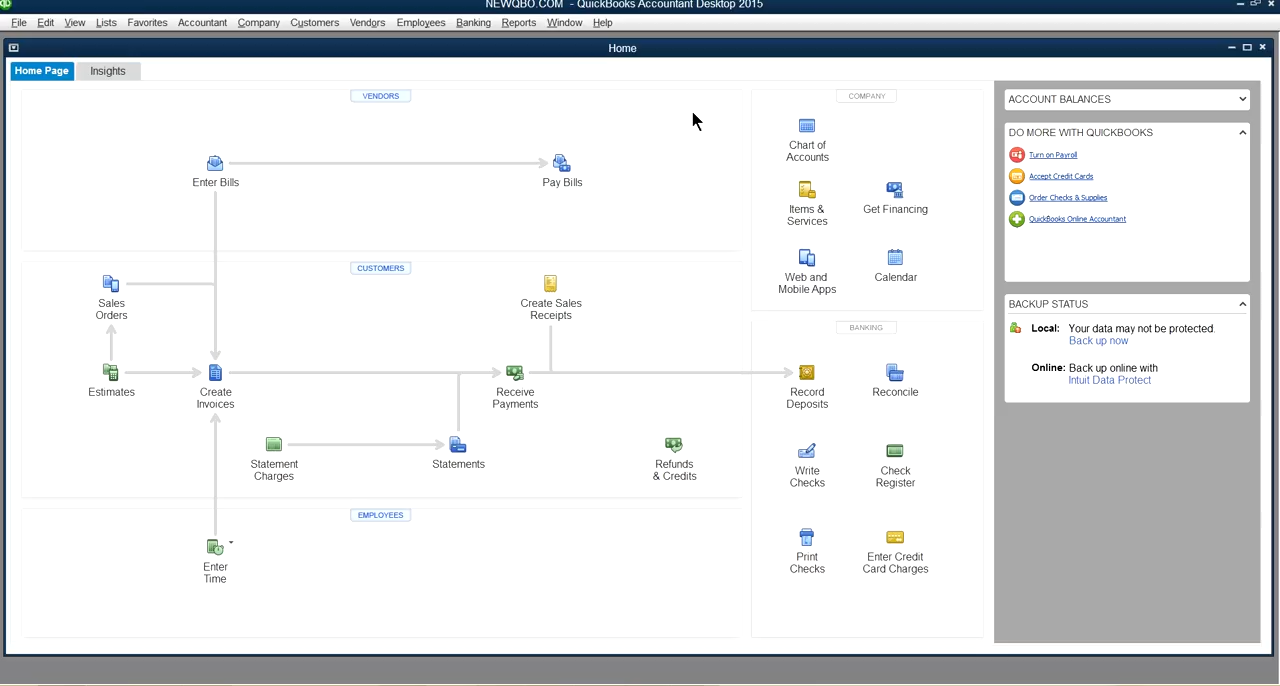 NEWQBO.COM - QuickBooks Accountant Desktop 2015
File Edit View Lists Favorites Accountant Company Customers Vendors Employees Banking Reports Window Help
Home
Home Page Insights
VENDORS
Enter Bills
Pay Bills
CUSTOMERS
Sales
Orders
Create Sales
Receipts
Estimates
Create
Invoices
Receive
Payments
Statement
Charges
Statements
Refunds
& Credits
EMPLOYEES
Enter
Time
COMPANY
Chart of
Accounts
Items &
Services
Get Financing
Web and
Mobile Apps
Calendar
BANKING
Record
Deposits
Reconcile
Write
Checks
Check
Register
Print
Checks
Enter Credit
Card Charges
ACCOUNT BALANCES
DO MORE WITH QUICKBOOKS
Turn on Payroll
Accept Credit Cards
Order Checks & Supplies
QuickBooks Online Accountant
BACKUP STATUS
Local: Your data may not be protected.
Back up now
Online: Back up online with
Intuit Data Protect